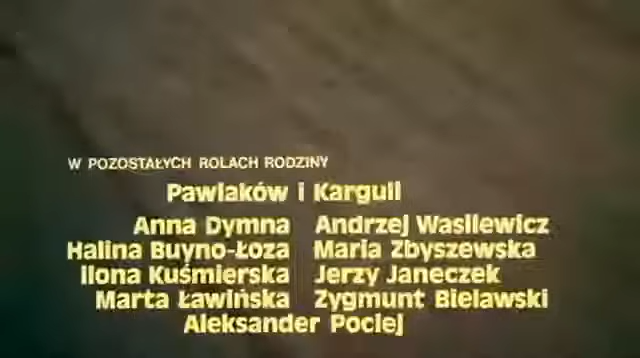 W POZOSTAŁYCH ROLACH RODZINY
Pawlaków i Karguli
Anna Dymna Andrzej Wasilewicz
Halina Buyno-Łoza Maria Zbyszewska
Ilona Kuśmierska Jerzy Janeczek
Marta Ławińska Zygmunt Bielawski
Aleksander Pociej